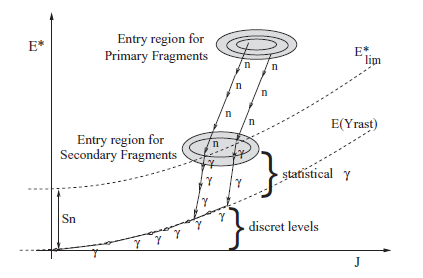 E*
Entry region for
Primary Fragments
E*lim
n
n
n
n
n
n
E(Yrast)
Entry region for
Secondary Fragments
n
γ
γ
γ
γ
statistical γ
Sn
γ
γ
discret levels
γ
γ
γ
γ
J